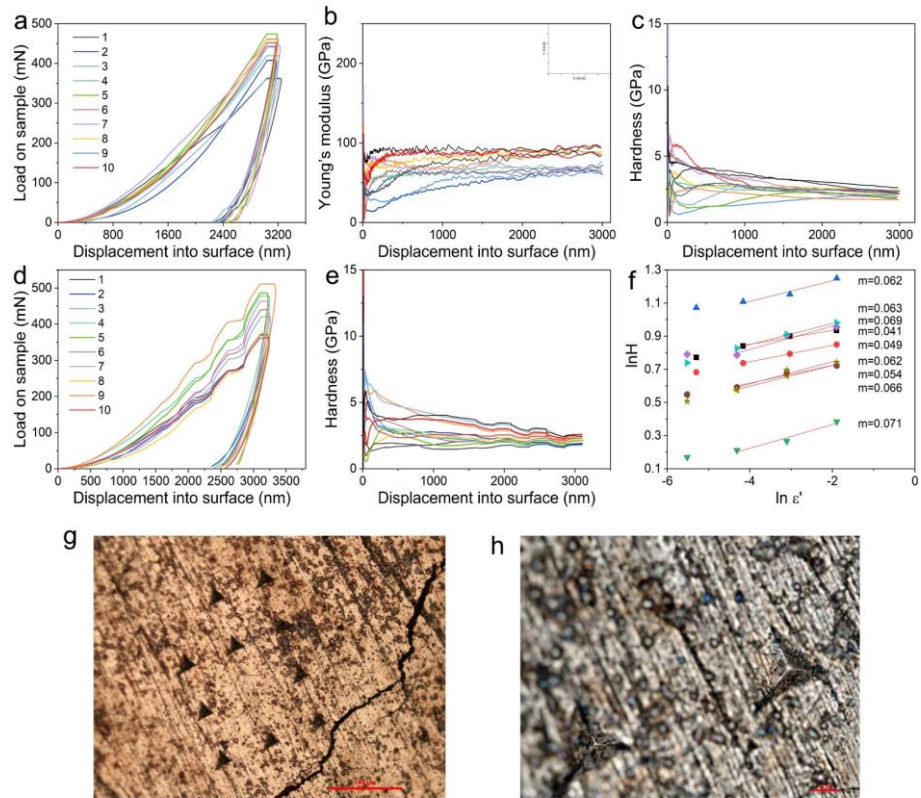 a
b
c
Load on sample (mN)
500
400
300
200
100
0
1
2
3
4
5
6
7
8
9
10
0 800 1600 2400 3200
Displacement into surface (nm)
Young's modulus (GPa)
200
100
0
0 500 1000 1500 2000 2500 3000
Displacement into surface (nm)
Hardness (GPa)
15
10
5
0
0 500 1000 1500 2000 2500 3000
Displacement into surface (nm)
d
e
f
Load on sample (mN)
500
400
300
200
100
0
1
2
3
4
5
6
7
8
9
10
0 500 1000 1500 2000 2500 3000 3500
Displacement into surface (nm)
Hardness (GPa)
15
10
5
0
0 1000 2000 3000
Displacement into surface (nm)
lnH
1.3
1.1
0.9
0.7
0.5
0.3
0.1
m=0.062
m=0.063
m=0.069
m=0.041
m=0.049
m=0.062
m=0.054
m=0.066
m=0.071
-6 -4 -2 0
ln ε'
g
h